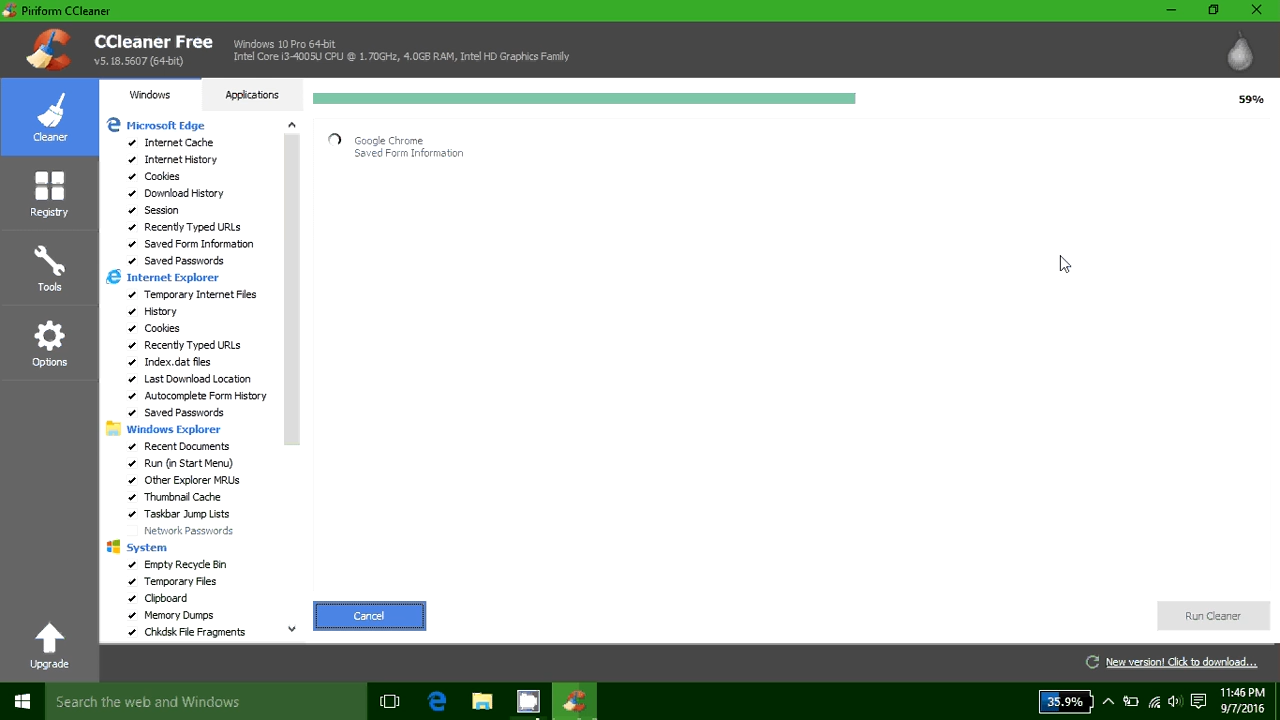 Piriform CCleaner
CCleaner Free
v5.18.5607 (64-bit)
Windows 10 Pro 64-bit
Intel Core i3-4005U CPU @ 1.70GHz, 4.0GB RAM, Intel HD Graphics Family
Cleaner
Registry
Tools
Options
Upgrade
Windows
Applications
Microsoft Edge
Internet Cache
Internet History
Cookies
Download History
Session
Recently Typed URLs
Saved Form Information
Saved Passwords
Internet Explorer
Temporary Internet Files
History
Cookies
Recently Typed URLs
Index.dat files
Last Download Location
Autocomplete Form History
Saved Passwords
Windows Explorer
Recent Documents
Run (in Start Menu)
Other Explorer MRUs
Thumbnail Cache
Taskbar Jump Lists
Network Passwords
System
Empty Recycle Bin
Temporary Files
Clipboard
Memory Dumps
Chkdsk File Fragments
59%
Google Chrome
Saved Form Information
Cancel
Run Cleaner
New version! Click to download...
Search the web and Windows
35.9%
11:46 PM
9/7/2016